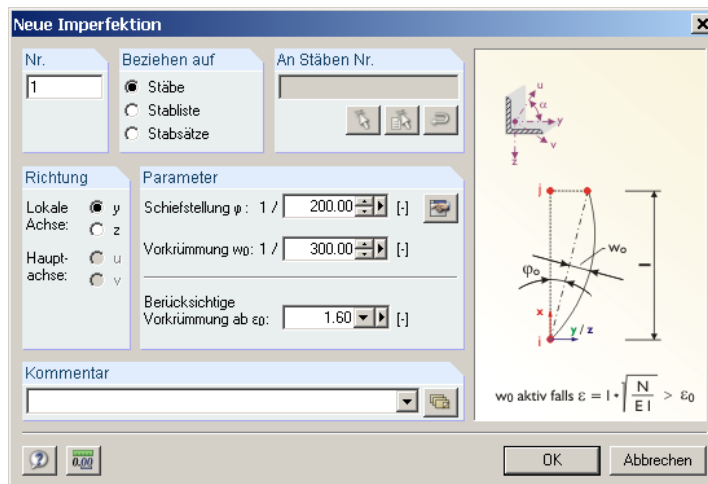 Neue Imperfektion
Nr.
1
Beziehen auf
Stäbe
Stabliste
Stabsätze
An Stäben Nr.
Richtung
Lokale Achse:
y
z
Haupt-achse:
u
v
Parameter
Schiefstellung φ : 1 / 200.00 [-]
Vorkrümmung w0: 1 / 300.00 [-]
Berücksichtige
Vorkrümmung ab ε0: 1.60 [-]
Kommentar
u
α
y
v
z
j
w0
φ0
l
x
y / z
i
w0 aktiv falls ε = l • √(N / E I) > ε0
0.00
OK
Abbrechen